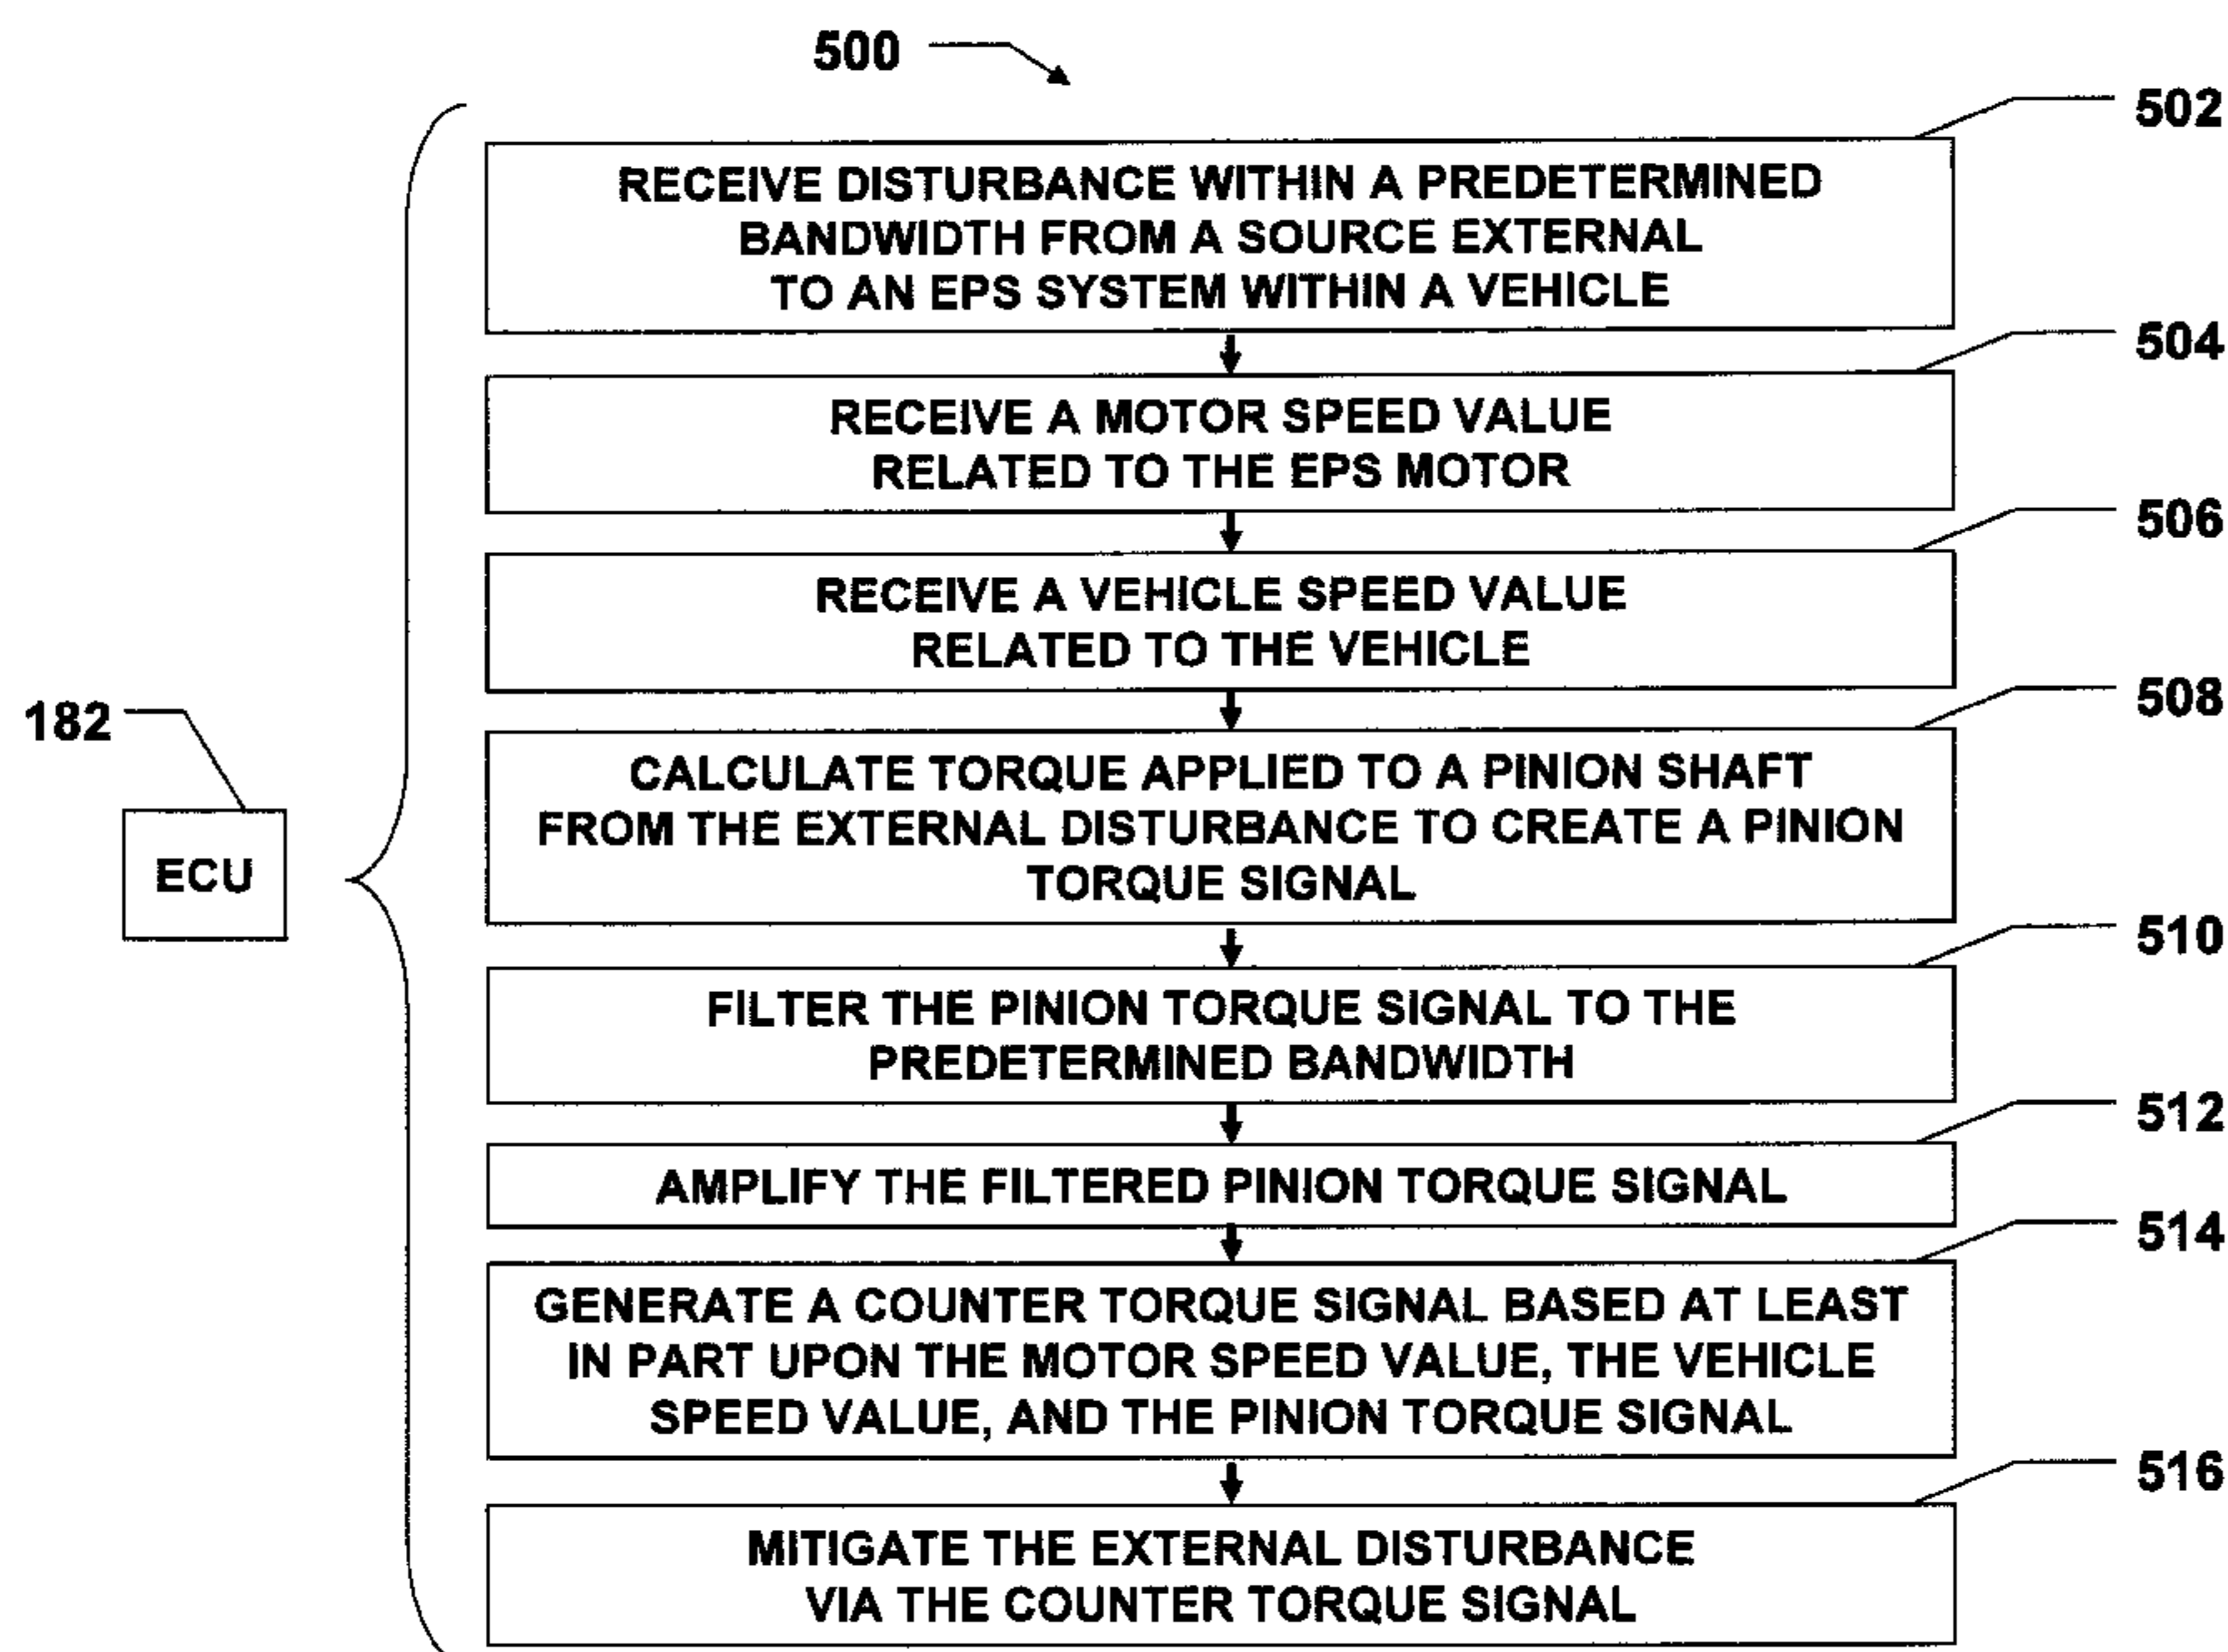 500
502
RECEIVE DISTURBANCE WITHIN A PREDETERMINED
BANDWIDTH FROM A SOURCE EXTERNAL
TO AN EPS SYSTEM WITHIN A VEHICLE
504
RECEIVE A MOTOR SPEED VALUE
RELATED TO THE EPS MOTOR
506
RECEIVE A VEHICLE SPEED VALUE
RELATED TO THE VEHICLE
508
182
ECU
CALCULATE TORQUE APPLIED TO A PINION SHAFT
FROM THE EXTERNAL DISTURBANCE TO CREATE A PINION
TORQUE SIGNAL
510
FILTER THE PINION TORQUE SIGNAL TO THE
PREDETERMINED BANDWIDTH
512
AMPLIFY THE FILTERED PINION TORQUE SIGNAL
514
GENERATE A COUNTER TORQUE SIGNAL BASED AT LEAST
IN PART UPON THE MOTOR SPEED VALUE, THE VEHICLE
SPEED VALUE, AND THE PINION TORQUE SIGNAL
516
MITIGATE THE EXTERNAL DISTURBANCE
VIA THE COUNTER TORQUE SIGNAL